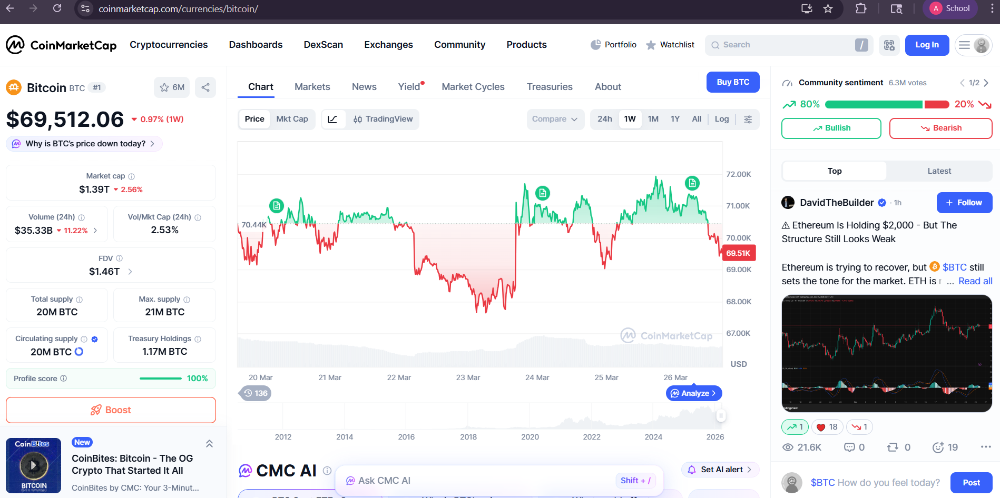 coinmarketcap.com/currencies/bitcoin/
A School
CoinMarketCap
Cryptocurrencies
Dashboards
DexScan
Exchanges
Community
Products
Portfolio
Watchlist
Search
/
Log In
Bitcoin BTC #1
6M
$69,512.06 0.97% (1W)
Why is BTC's price down today?
Market cap
$1.39T 2.56%
Volume (24h)
$35.33B 11.22%
Vol/Mkt Cap (24h)
2.53%
FDV
$1.46T
Total supply
20M BTC
Max. supply
21M BTC
Circulating supply
20M BTC
Treasury Holdings
1.17M BTC
Profile score
100%
Boost
CoinBites
BITCOIN
New
CoinBites: Bitcoin - The OG
Crypto That Started It All
CoinBites by CMC: Your 3-Minut...
Chart
Markets
News
Yield
Market Cycles
Treasuries
About
Buy BTC
Price
Mkt Cap
TradingView
Compare
24h
1W
1M
1Y
All
Log
70.44K
72.00K
71.00K
70.00K
69.51K
69.00K
68.00K
67.00K
USD
CoinMarketCap
20 Mar
21 Mar
22 Mar
23 Mar
24 Mar
25 Mar
26 Mar
136
Analyze
2012
2014
2016
2018
2020
2022
2024
2026
CMC AI
Ask CMC AI
Shift + /
Set AI alert
Community sentiment 6.3M votes
1/2
80%
20%
Bullish
Bearish
Top
Latest
DavidTheBuilder · 1h
+ Follow
⚠ Ethereum Is Holding $2,000 - But The
Structure Still Looks Weak
Ethereum is trying to recover, but $BTC still
sets the tone for the market. ETH is ... Read all
1
18
1
21.6K
0
0
19
$BTC How do you feel today?
Post